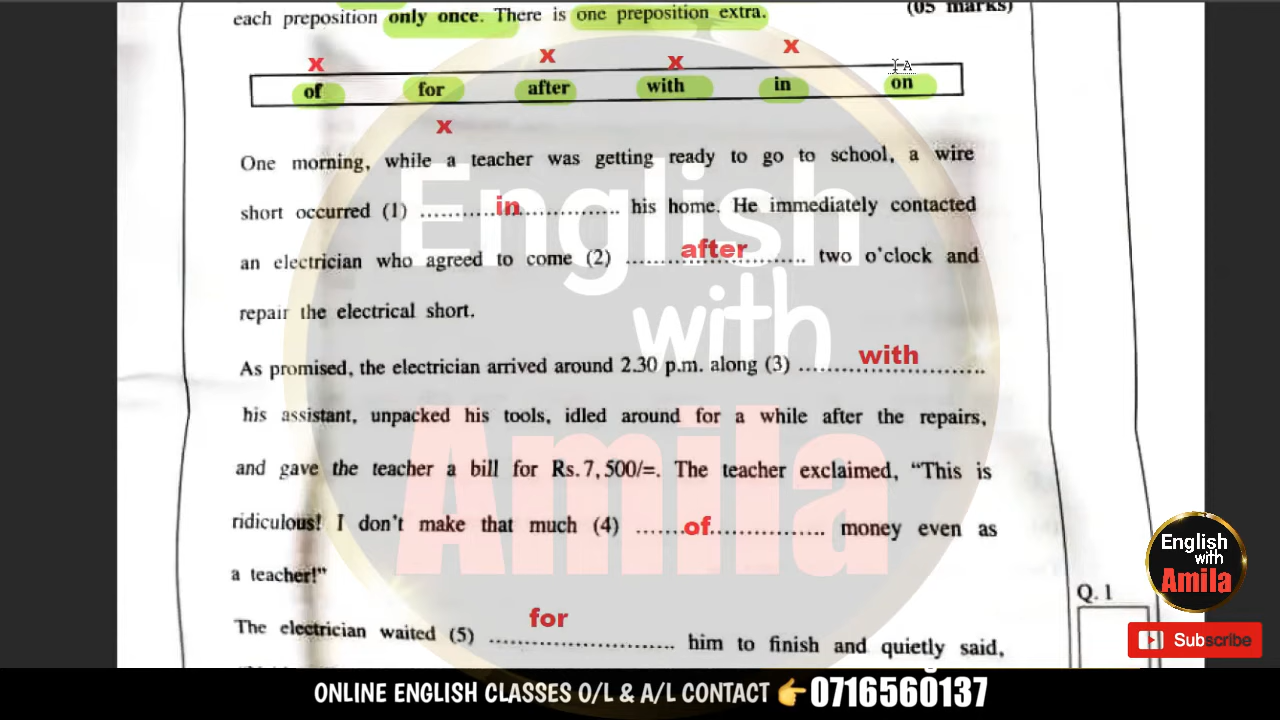 each preposition only once. There is one preposition extra. (05 marks)
x x x x
of for after with in on
x
One morning, while a teacher was getting ready to go to school, a wire
short occurred (1) ............in.................. his home. He immediately contacted
an electrician who agreed to come (2) ..........after............. two o'clock and
repair the electrical short.
As promised, the electrician arrived around 2.30 p.m. along (3) ..........with.............
his assistant, unpacked his tools, idled around for a while after the repairs,
and gave the teacher a bill for Rs. 7, 500/=. The teacher exclaimed, “This is
ridiculous! I don't make that much (4) .......of................. money even as
a teacher!”
Q. 1
The electrician waited (5) ..........for.................. him to finish and quietly said,
English
with
Amila
English
with
Amila
Subscribe
ONLINE ENGLISH CLASSES O/L & A/L CONTACT 👉0716560137